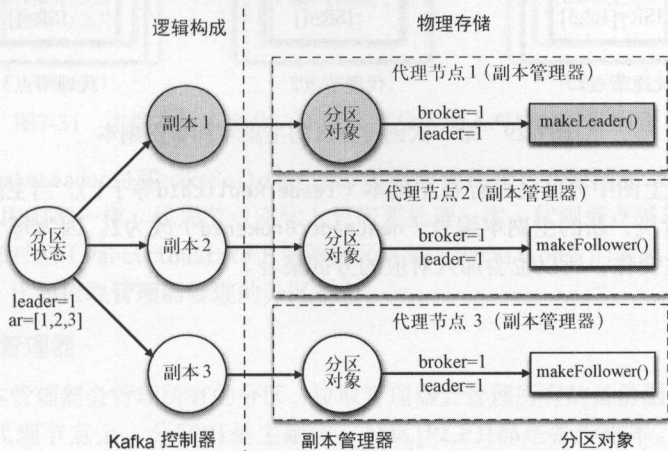 逻辑构成
物理存储
代理节点 1（副本管理器）
副本 1
分区
对象
broker=1
leader=1
makeLeader()
代理节点2（副本管理器）
分区
状态
leader=1
ar=[1,2,3]
副本2
分区
对象
broker=1
leader=1
makeFollower()
代理节点 3（副本管理器）
副本3
分区
对象
broker=1
leader=1
makeFollower()
Kafka 控制器
副本管理器
分区对象